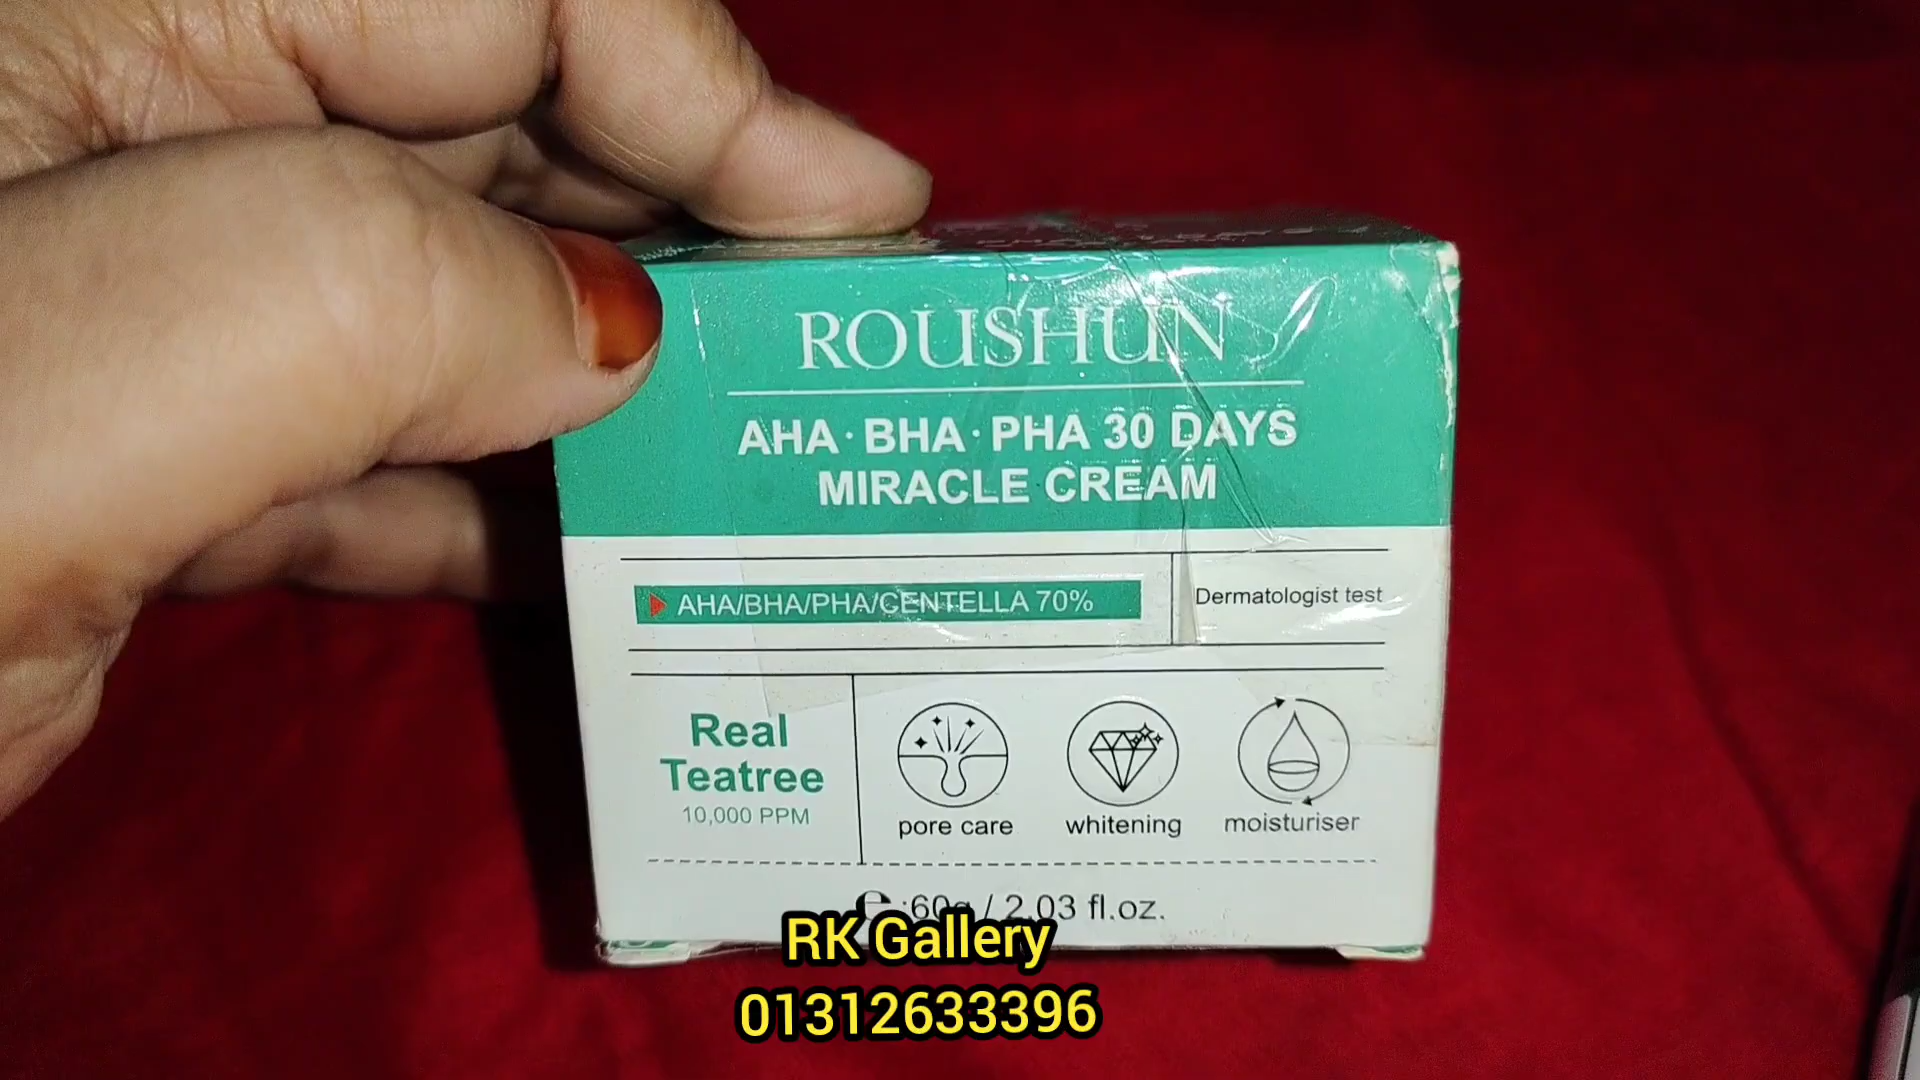 ROUSHUN
AHA·BHA·PHA 30 DAYS
MIRACLE CREAM
AHA/BHA/PHA/CENTELLA 70%
Dermatologist test
Real
Teatree
10,000 PPM
pore care
whitening
moisturiser
e :60g / 2.03 fl.oz.
RK Gallery
01312633396